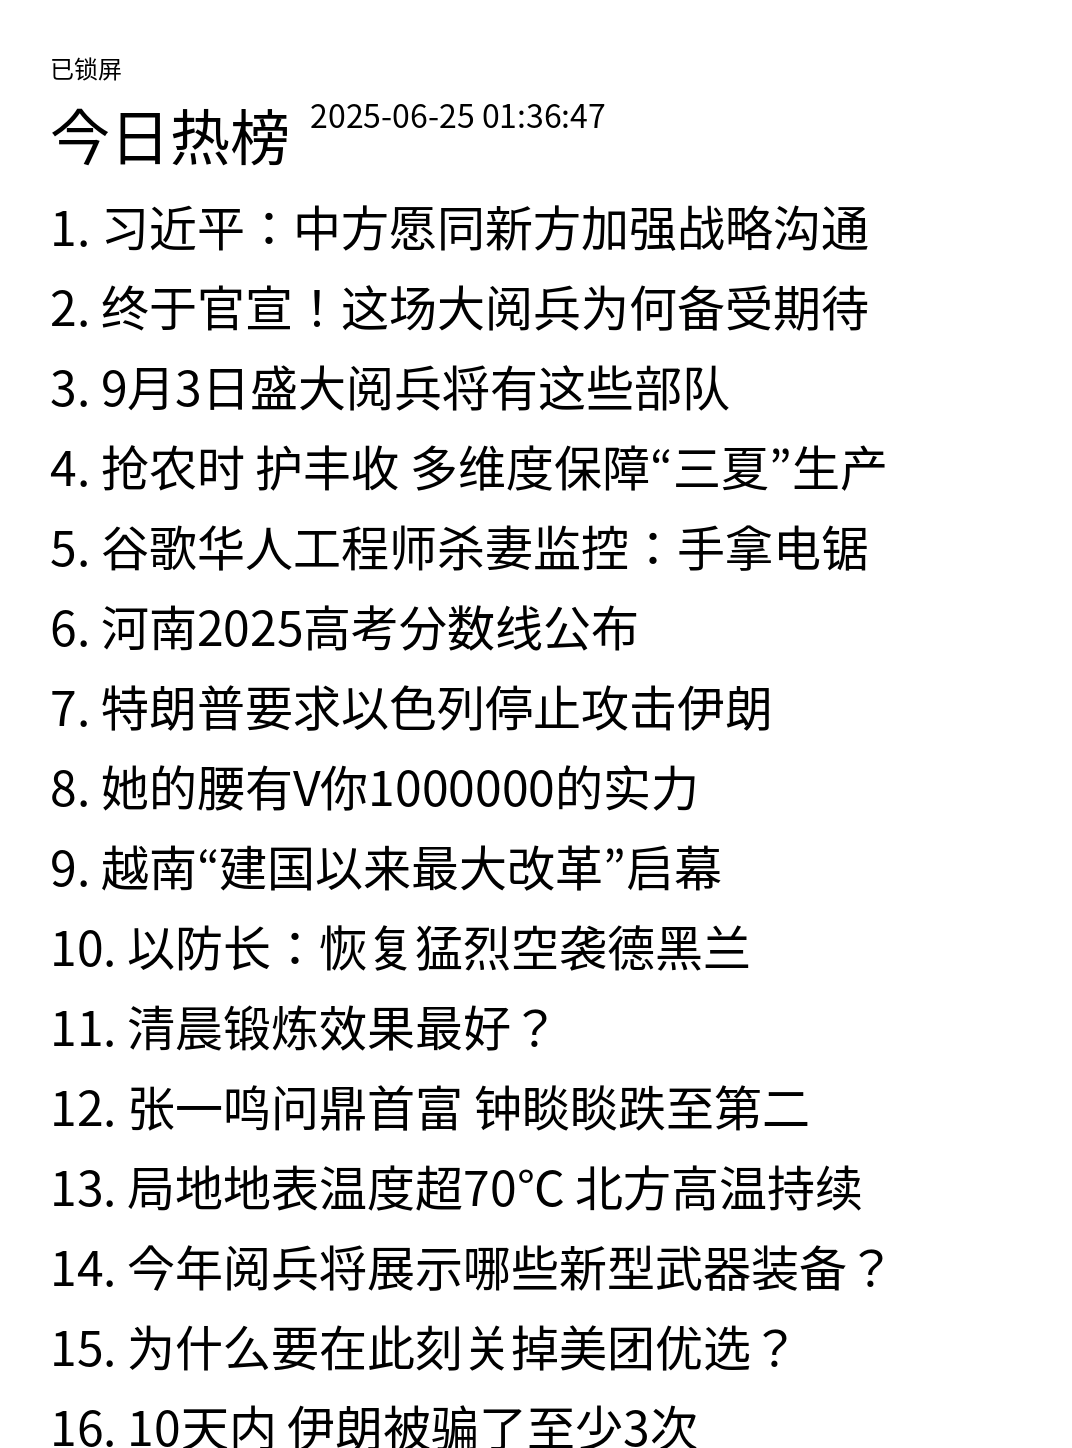 已锁屏
今日热榜 2025-06-25 01:36:47
1. 习近平：中方愿同新方加强战略沟通
2. 终于官宣！这场大阅兵为何备受期待
3. 9月3日盛大阅兵将有这些部队
4. 抢农时 护丰收 多维度保障“三夏”生产
5. 谷歌华人工程师杀妻监控：手拿电锯
6. 河南2025高考分数线公布
7. 特朗普要求以色列停止攻击伊朗
8. 她的腰有V你1000000的实力
9. 越南“建国以来最大改革”启幕
10. 以防长：恢复猛烈空袭德黑兰
11. 清晨锻炼效果最好？
12. 张一鸣问鼎首富 钟睒睒跌至第二
13. 局地地表温度超70℃ 北方高温持续
14. 今年阅兵将展示哪些新型武器装备？
15. 为什么要在此刻关掉美团优选？
16. 10天内 伊朗被骗了至少3次